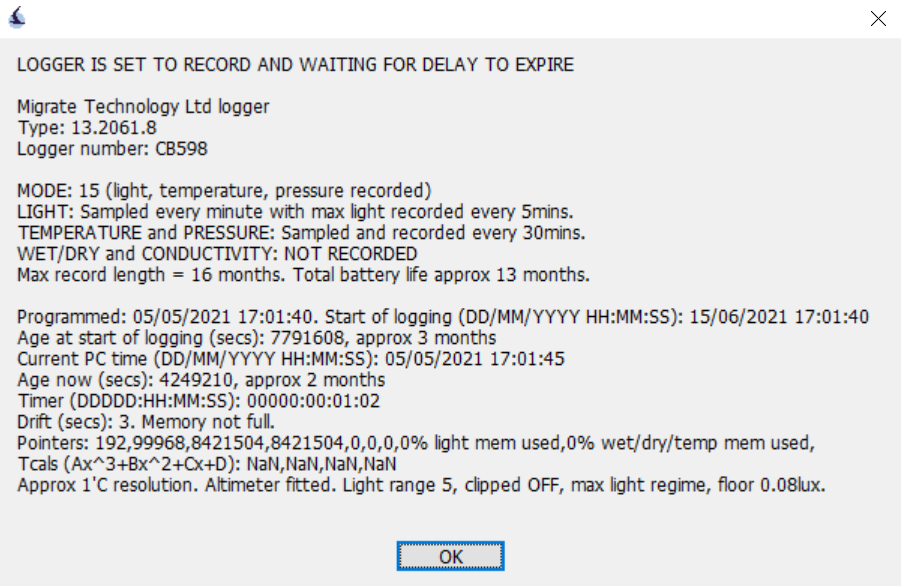 LOGGER IS SET TO RECORD AND WAITING FOR DELAY TO EXPIRE
Migrate Technology Ltd logger
Type: 13.2061.8
Logger number: CB598
MODE: 15 (light, temperature, pressure recorded)
LIGHT: Sampled every minute with max light recorded every 5mins.
TEMPERATURE and PRESSURE: Sampled and recorded every 30mins.
WET/DRY and CONDUCTIVITY: NOT RECORDED
Max record length = 16 months. Total battery life approx 13 months.
Programmed: 05/05/2021 17:01:40. Start of logging (DD/MM/YYYY HH:MM:SS): 15/06/2021 17:01:40
Age at start of logging (secs): 7791608, approx 3 months
Current PC time (DD/MM/YYYY HH:MM:SS): 05/05/2021 17:01:45
Age now (secs): 4249210, approx 2 months
Timer (DDDDD:HH:MM:SS): 00000:00:01:02
Drift (secs): 3. Memory not full.
Pointers: 192,99968,8421504,8421504,0,0,0,0% light mem used,0% wet/dry/temp mem used,
Tcals (Ax^3+Bx^2+Cx+D): NaN,NaN,NaN,NaN
Approx 1'C resolution. Altimeter fitted. Light range 5, clipped OFF, max light regime, floor 0.08lux.
OK